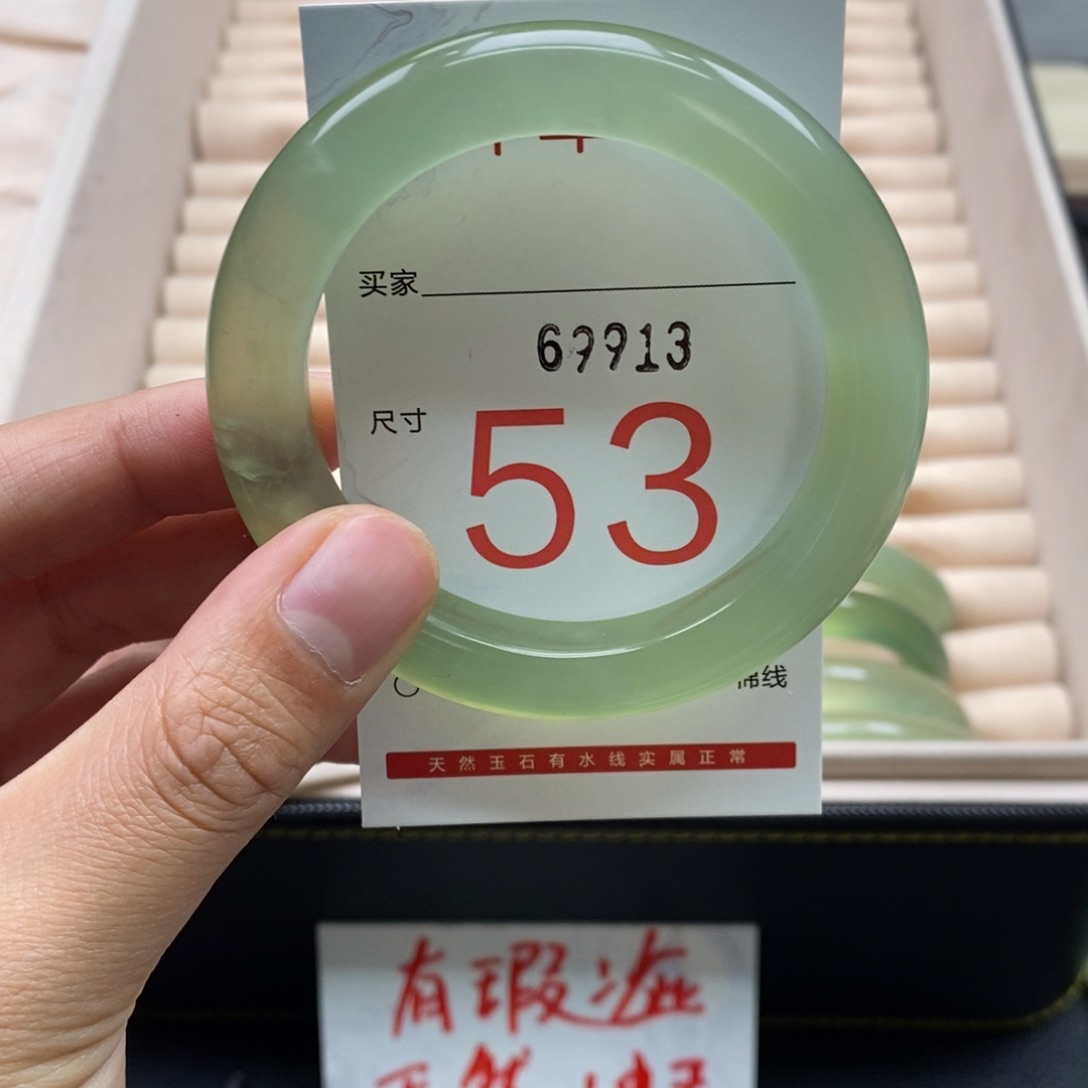 买家
69913
尺寸
53
棉线
天然玉石有水线实属正常
有瑕疵